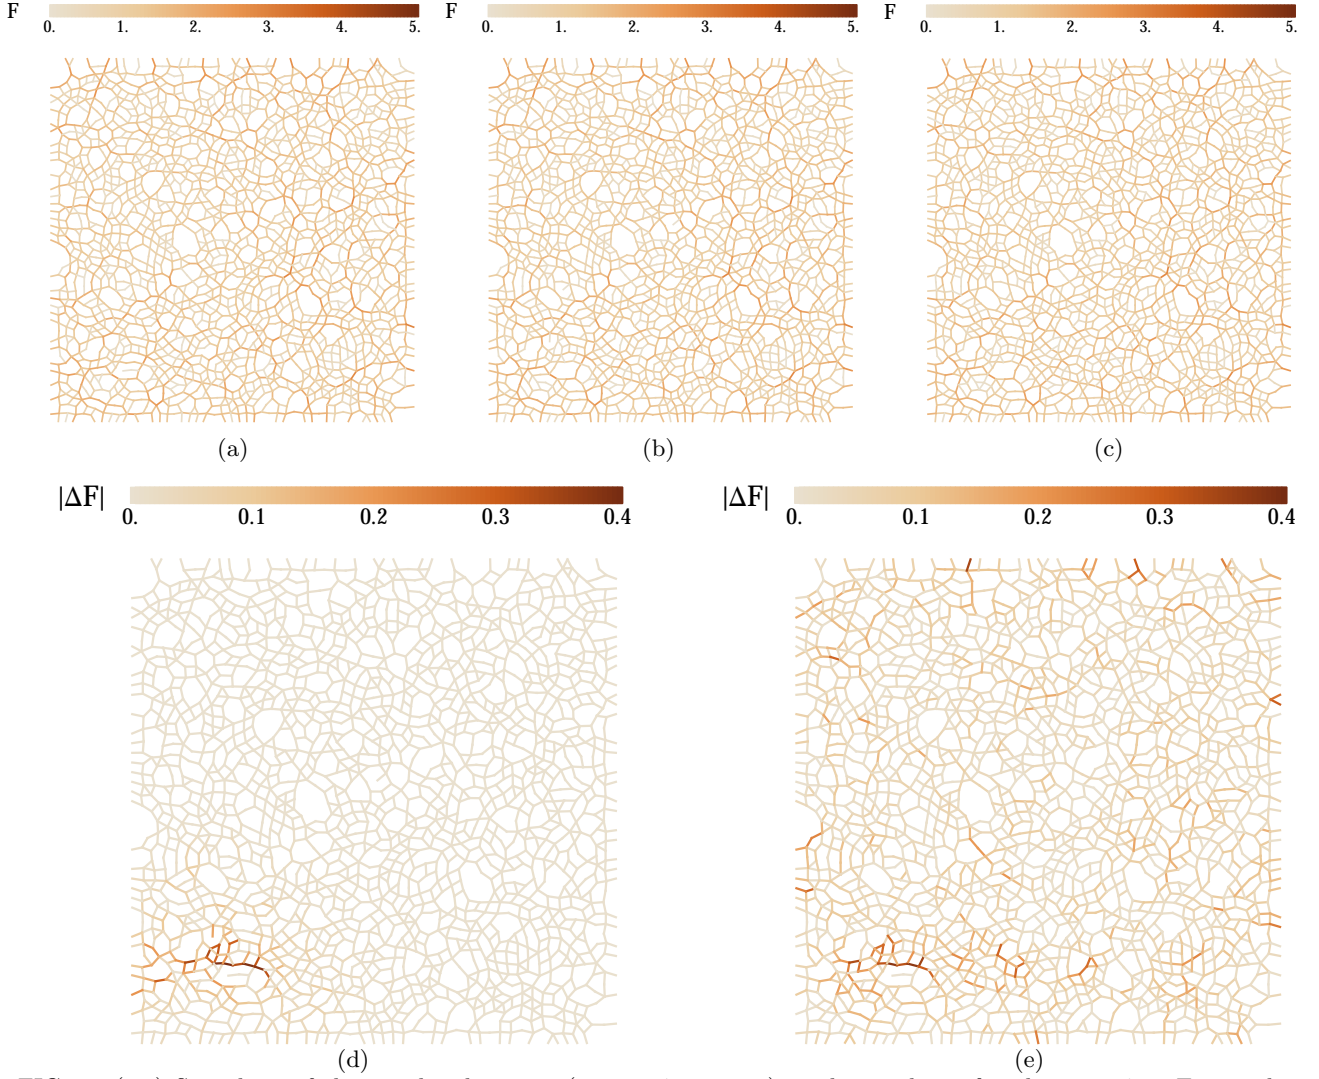 F
0. 1. 2. 3. 4. 5.
F
0. 1. 2. 3. 4. 5.
F
0. 1. 2. 3. 4. 5.
(a)
(b)
(c)
|ΔF|
0. 0.1 0.2 0.3 0.4
|ΔF|
0. 0.1 0.2 0.3 0.4
(d)
(e)